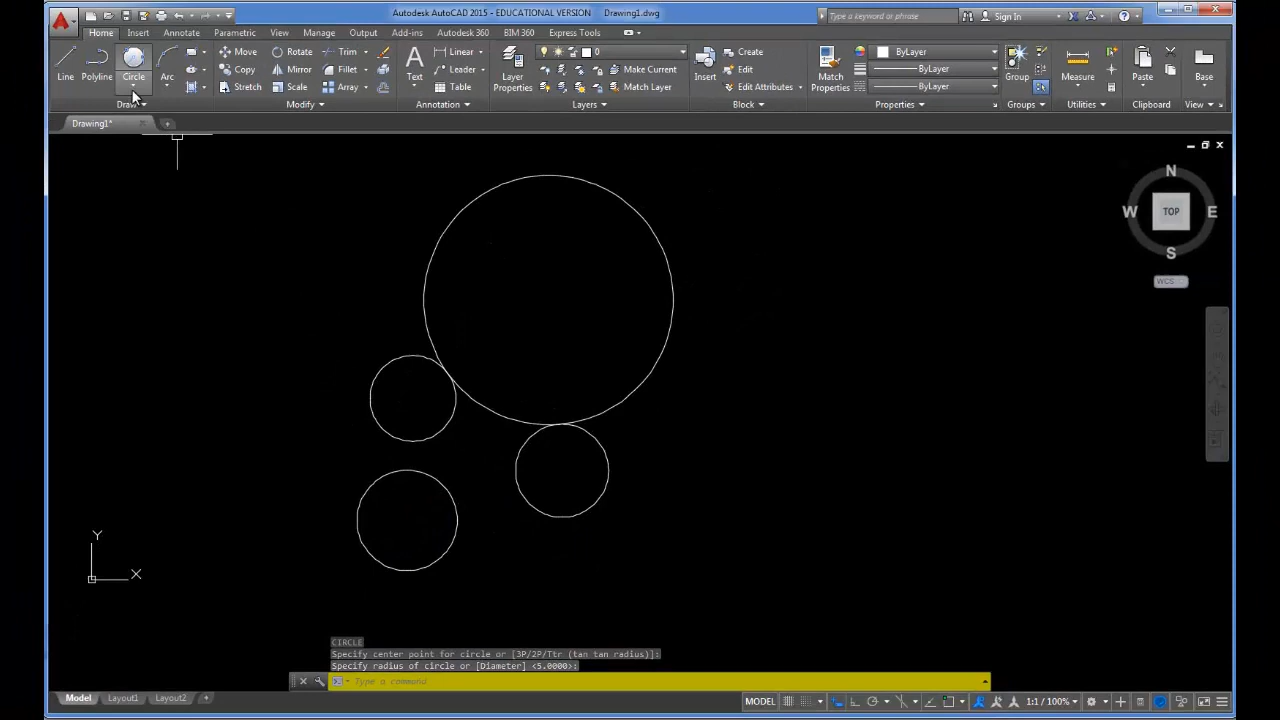 Autodesk AutoCAD 2015 - EDUCATIONAL VERSION Drawing1.dwg
Type a keyword or phrase
Sign In
Home Insert Annotate Parametric View Manage Output Add-ins Autodesk 360 BIM 360 Express Tools
Line Polyline Circle Arc
Move Rotate Trim
Copy Mirror Fillet
Stretch Scale Array
Text
Linear
Leader
Table
Layer Properties
0
Make Current
Match Layer
Insert
Create
Edit
Edit Attributes
Match Properties
ByLayer
ByLayer
ByLayer
Group
Measure
Paste
Base
Draw Modify Annotation Layers Block Properties Groups Utilities Clipboard View
Drawing1*
N
W TOP E
S
WCS
Y
X
CIRCLE
Specify center point for circle or [3P/2P/Ttr (tan tan radius)]:
Specify radius of circle or [Diameter] <5.0000>:
Type a command
Model Layout1 Layout2 +
MODEL 1:1 / 100%